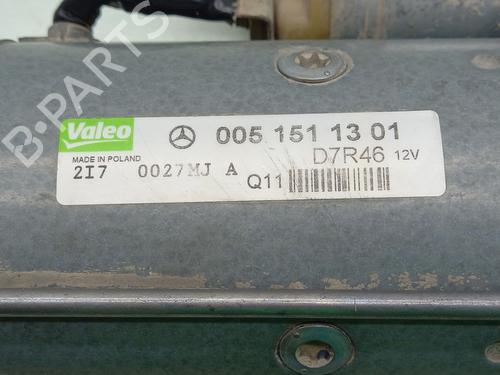 B-Parts
Valeo 005 151 13 01
MADE IN POLAND D7R46 12V
2I7 0027MJ A Q11